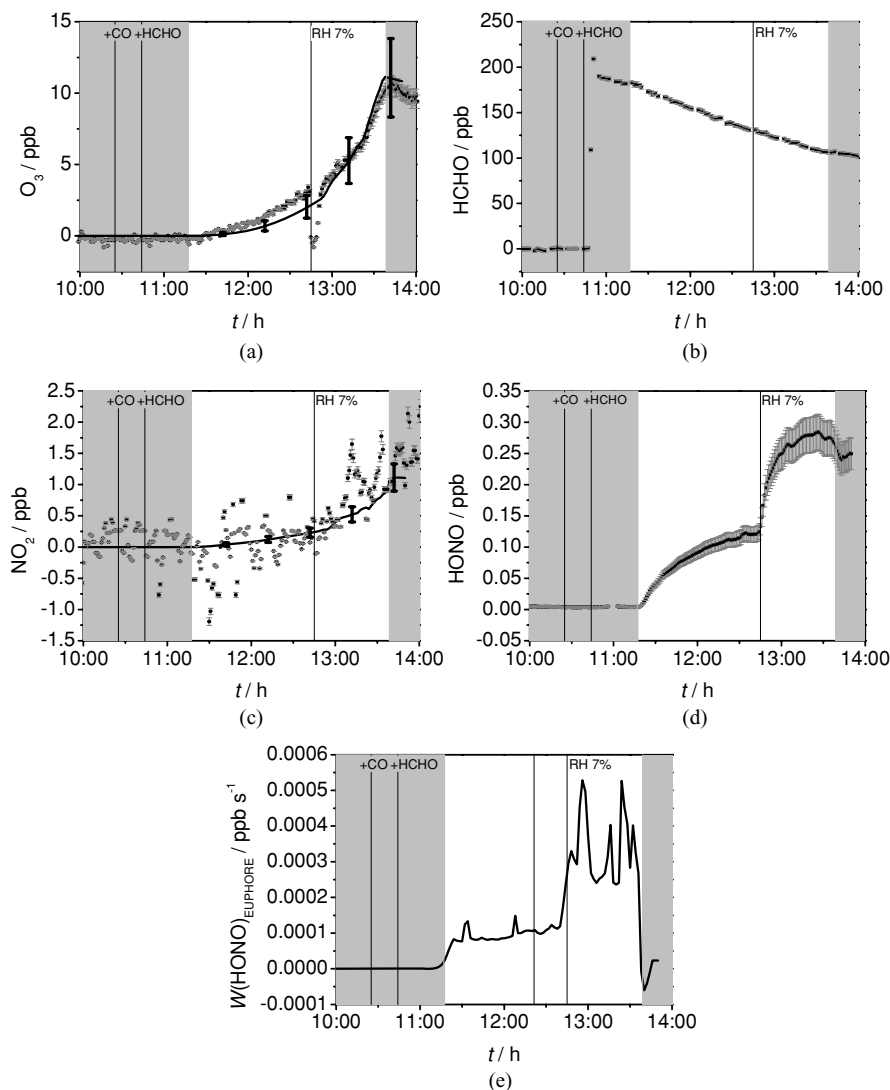 +CO +HCHO
RH 7%
15
10
5
0
O3 / ppb
10:00 11:00 12:00 13:00 14:00
t / h
(a)
+CO +HCHO
RH 7%
250
200
150
100
50
0
HCHO / ppb
10:00 11:00 12:00 13:00 14:00
t / h
(b)
+CO +HCHO
RH 7%
2.5
2.0
1.5
1.0
0.5
0.0
-0.5
-1.0
-1.5
NO2 / ppb
10:00 11:00 12:00 13:00 14:00
t / h
(c)
+CO +HCHO
RH 7%
0.35
0.30
0.25
0.20
0.15
0.10
0.05
0.00
-0.05
HONO / ppb
10:00 11:00 12:00 13:00 14:00
t / h
(d)
+CO +HCHO
RH 7%
0.0006
0.0005
0.0004
0.0003
0.0002
0.0001
0.0000
-0.0001
W(HONO)EUPHORE / ppb s-1
10:00 11:00 12:00 13:00 14:00
t / h
(e)